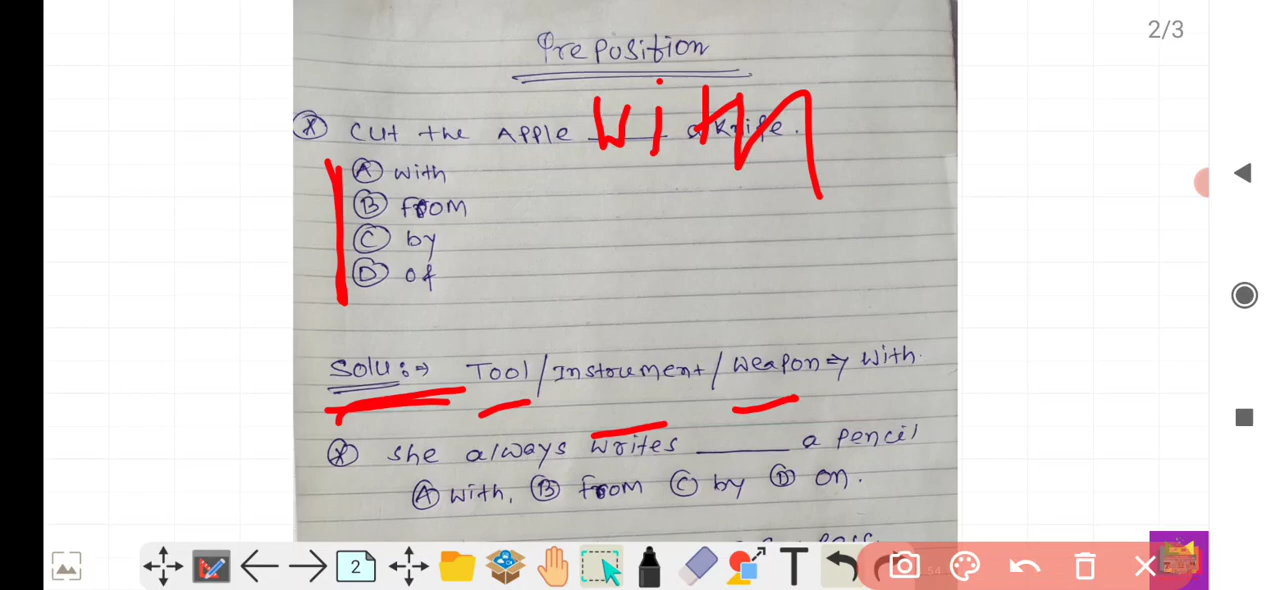 2/3
Preposition
Cut the Apple ____ a knife.
with
A with
B from
C by
D of
Solu:⇒ Tool/Instrument/Weapon⇒ with.
She always writes ____ a pencil
A with, B from C by D on.
2
T